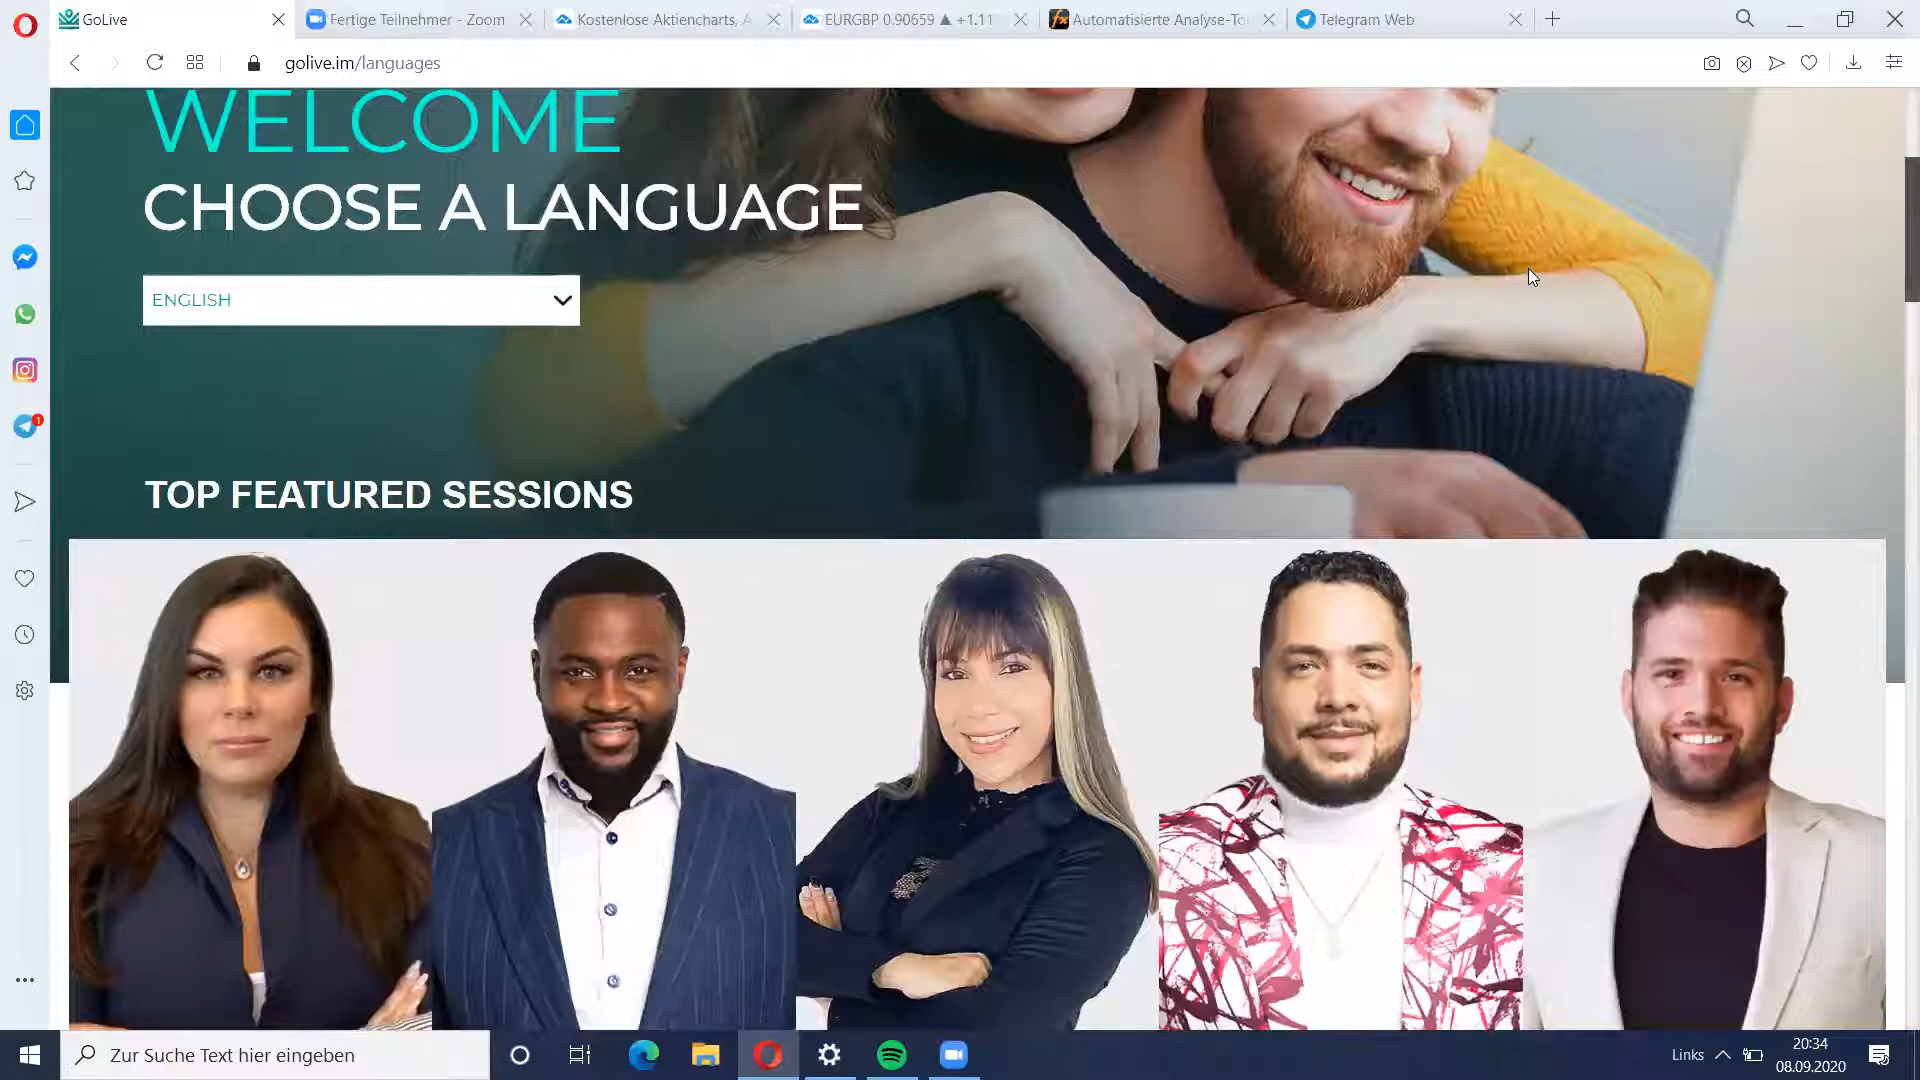 GoLive
Fertige Teilnehmer - Zoom
Kostenlose Aktiencharts, A
EURGBP 0.90659 ▲ +1.11
Automatisierte Analyse-To
Telegram Web
golive.im/languages
WELCOME
CHOOSE A LANGUAGE
ENGLISH
TOP FEATURED SESSIONS
1
Zur Suche Text hier eingeben
Links
20:34
08.09.2020